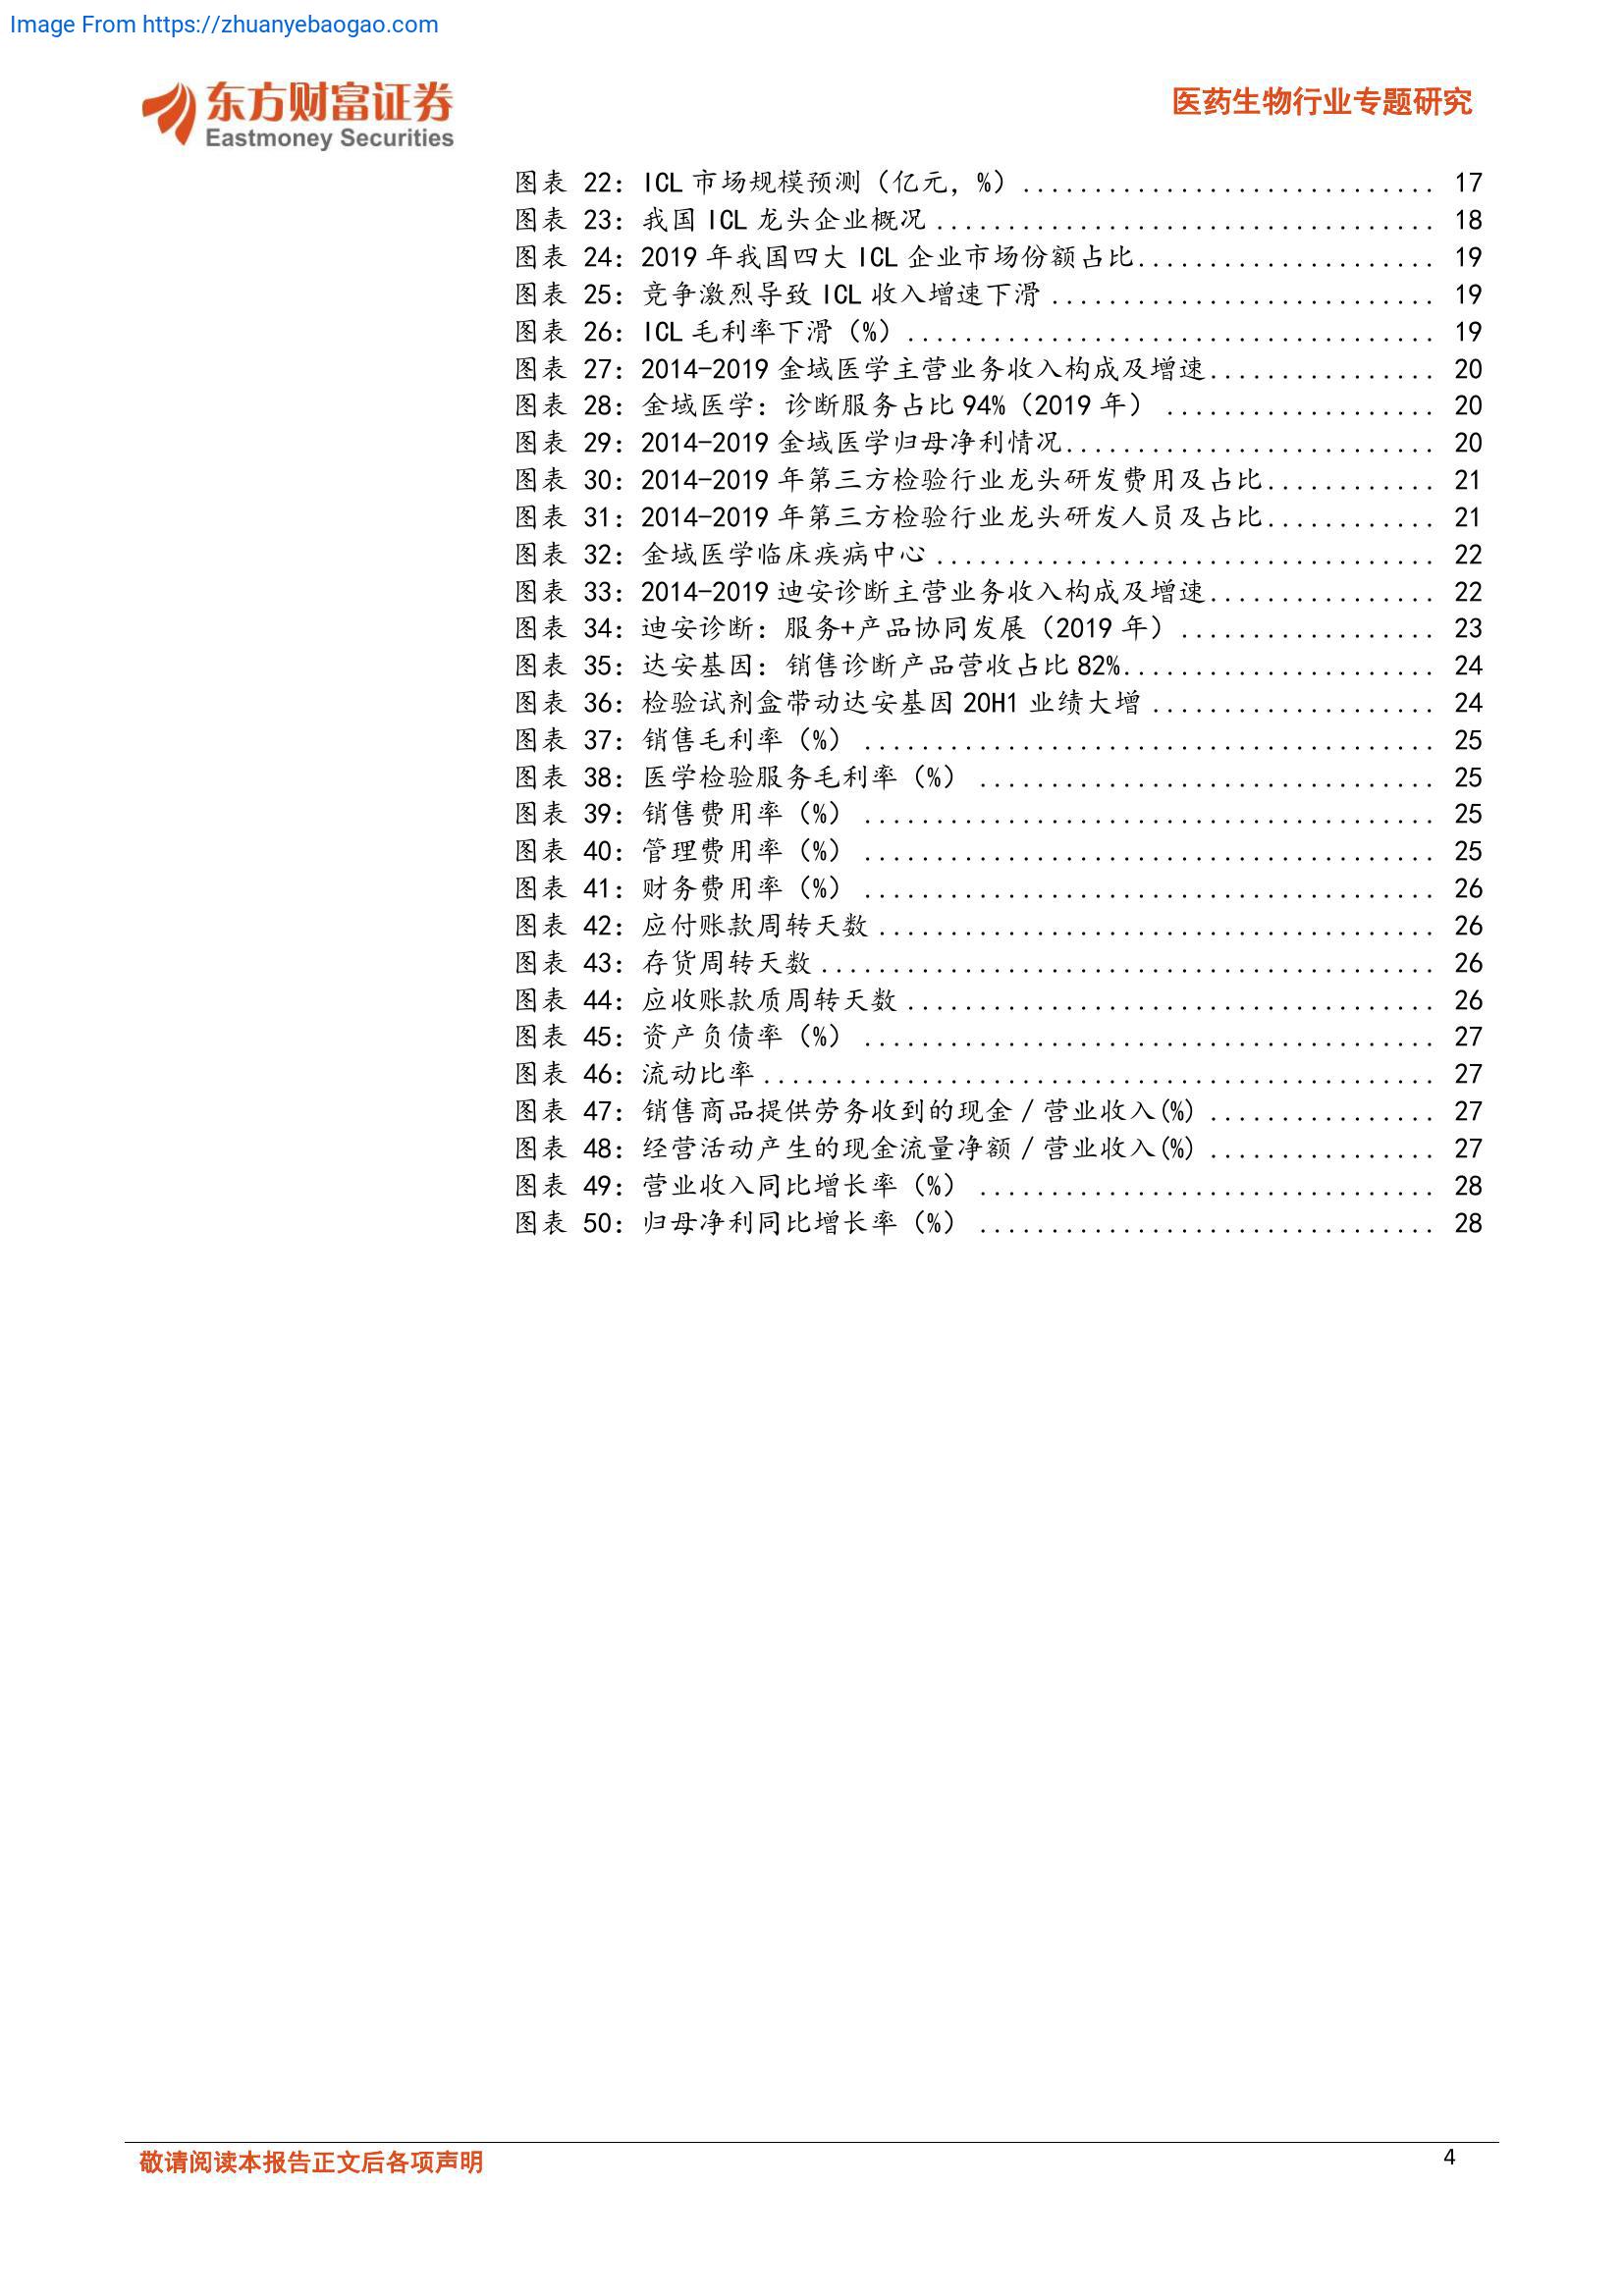 Image From https://zhuanyebaogao.com
东方财富证券
Eastmoney Securities
医药生物行业专题研究
图表 22：ICL 市场规模预测（亿元，%）............................. 17
图表 23：我国 ICL 龙头企业概况 ................................... 18
图表 24：2019 年我国四大 ICL 企业市场份额占比..................... 19
图表 25：竞争激烈导致 ICL 收入增速下滑 ........................... 19
图表 26：ICL 毛利率下滑（%）..................................... 19
图表 27：2014-2019 金域医学主营业务收入构成及增速................ 20
图表 28：金域医学：诊断服务占比 94%（2019 年） ................... 20
图表 29：2014-2019 金域医学归母净利情况.......................... 20
图表 30：2014-2019 年第三方检验行业龙头研发费用及占比............ 21
图表 31：2014-2019 年第三方检验行业龙头研发人员及占比............ 21
图表 32：金域医学临床疾病中心 ................................... 22
图表 33：2014-2019 迪安诊断主营业务收入构成及增速................ 22
图表 34：迪安诊断：服务+产品协同发展（2019 年）.................. 23
图表 35：达安基因：销售诊断产品营收占比 82%...................... 24
图表 36：检验试剂盒带动达安基因 20H1 业绩大增 .................... 24
图表 37：销售毛利率（%） ........................................ 25
图表 38：医学检验服务毛利率（%） ................................ 25
图表 39：销售费用率（%） ........................................ 25
图表 40：管理费用率（%） ........................................ 25
图表 41：财务费用率（%） ........................................ 26
图表 42：应付账款周转天数 ....................................... 26
图表 43：存货周转天数 ........................................... 26
图表 44：应收账款质周转天数 ..................................... 26
图表 45：资产负债率（%） ........................................ 27
图表 46：流动比率 ............................................... 27
图表 47：销售商品提供劳务收到的现金／营业收入(%) ................ 27
图表 48：经营活动产生的现金流量净额／营业收入(%) ................ 27
图表 49：营业收入同比增长率（%） ................................ 28
图表 50：归母净利同比增长率（%） ................................ 28
敬请阅读本报告正文后各项声明
4